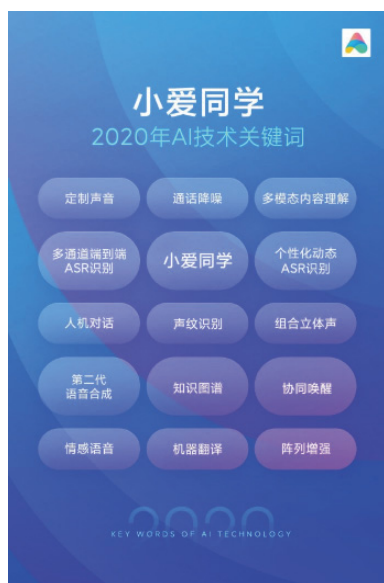 小爱同学
2020年AI技术关键词
定制声音
通话降噪
多模态内容理解
多通道端到端
ASR识别
小爱同学
个性化动态
ASR识别
人机对话
声纹识别
组合立体声
第二代
语音合成
知识图谱
协同唤醒
情感语音
机器翻译
阵列增强
2020
KEY WORDS OF AI TECHNOLOGY